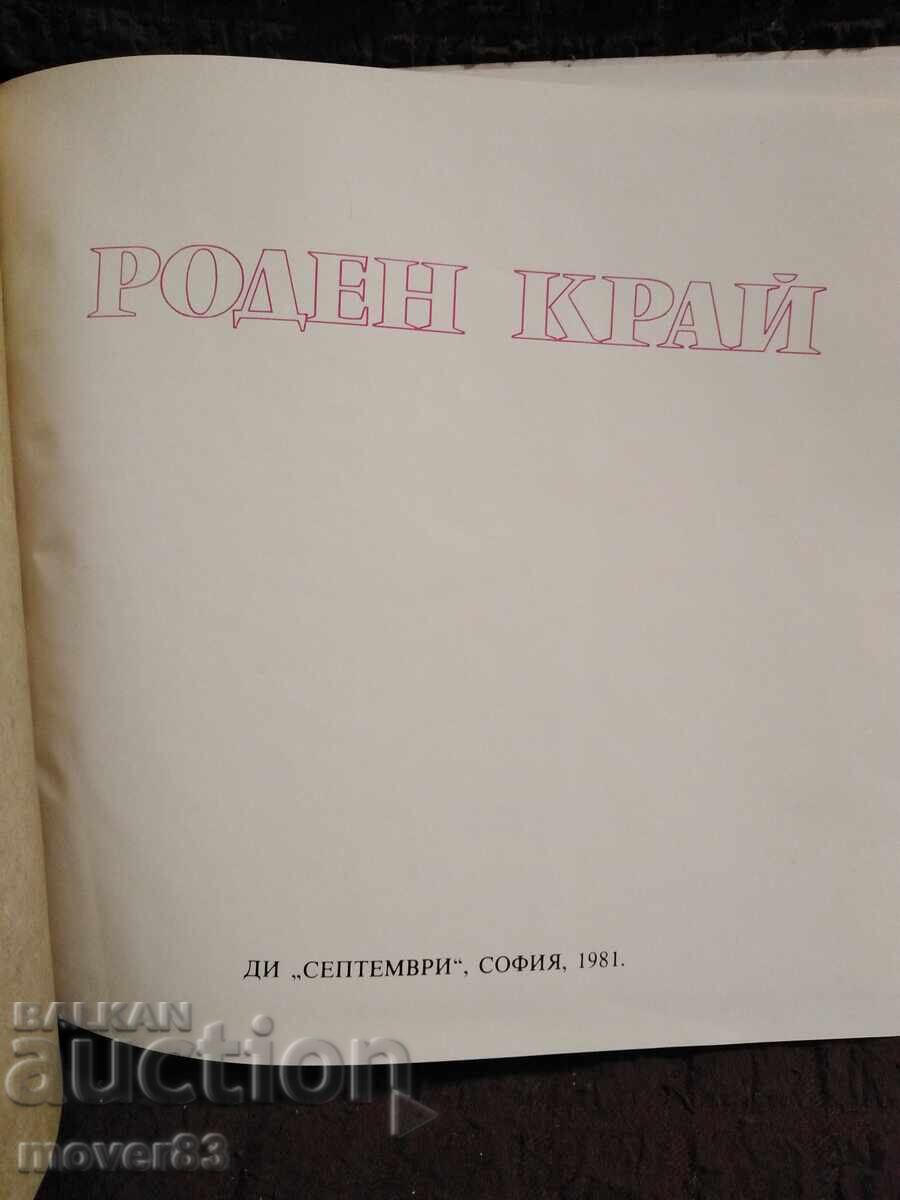 РОДЕН КРАЙ
ДИ „СЕПТЕМВРИ“, СОФИЯ, 1981.
BALKAN
auction
mover83